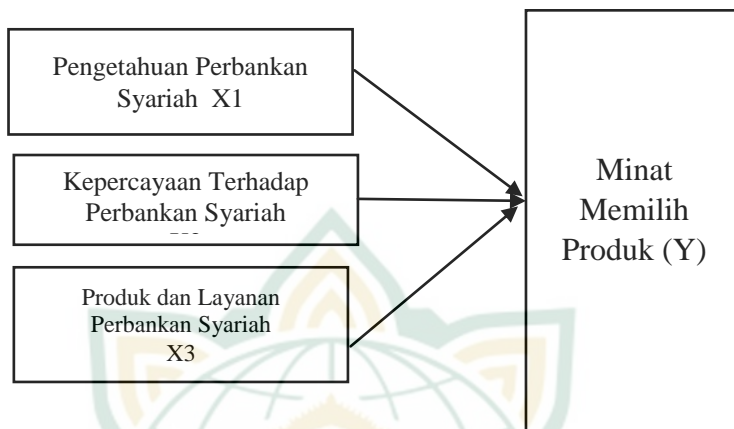 Pengetahuan Perbankan
Syariah X1
Kepercayaan Terhadap
Perbankan Syariah
Produk dan Layanan
Perbankan Syariah
X3
Minat
Memilih
Produk (Y)